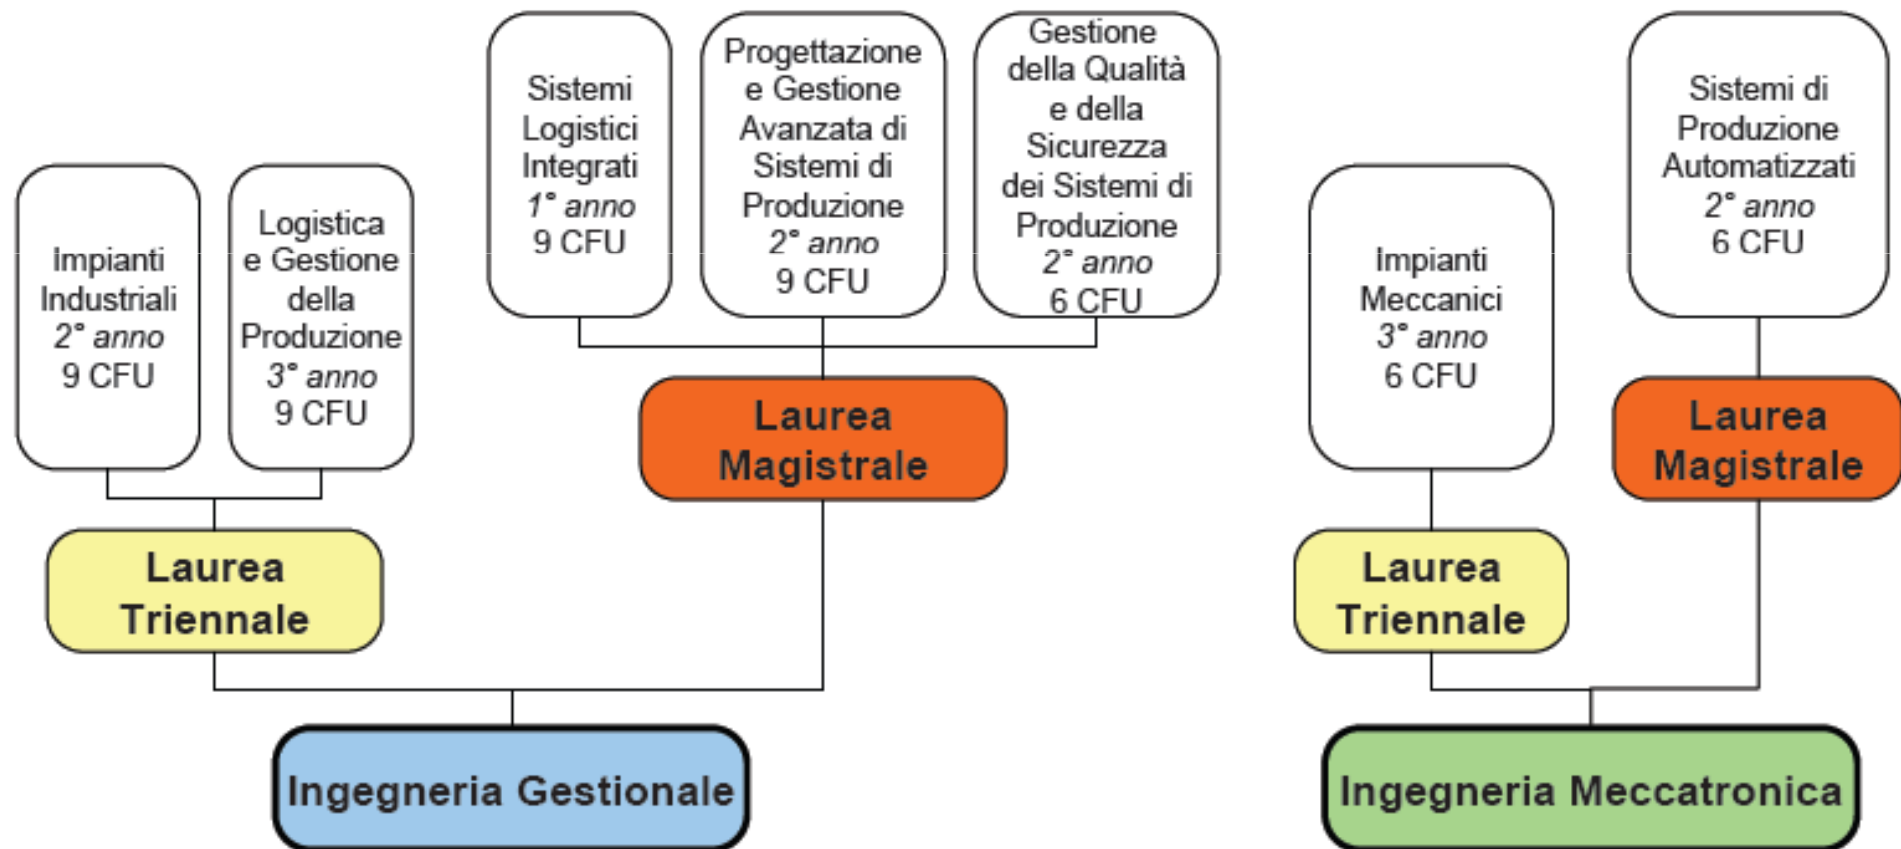 Impianti
Industriali
2° anno
9 CFU
Logistica
e Gestione
della
Produzione
3° anno
9 CFU
Sistemi
Logistici
Integrati
1° anno
9 CFU
Progettazione
e Gestione
Avanzata di
Sistemi di
Produzione
2° anno
9 CFU
Gestione
della Qualità
e della
Sicurezza
dei Sistemi di
Produzione
2° anno
6 CFU
Impianti
Meccanici
3° anno
6 CFU
Sistemi di
Produzione
Automatizzati
2° anno
6 CFU
Laurea
Magistrale
Laurea
Magistrale
Laurea
Triennale
Laurea
Triennale
Ingegneria Gestionale
Ingegneria Meccatronica